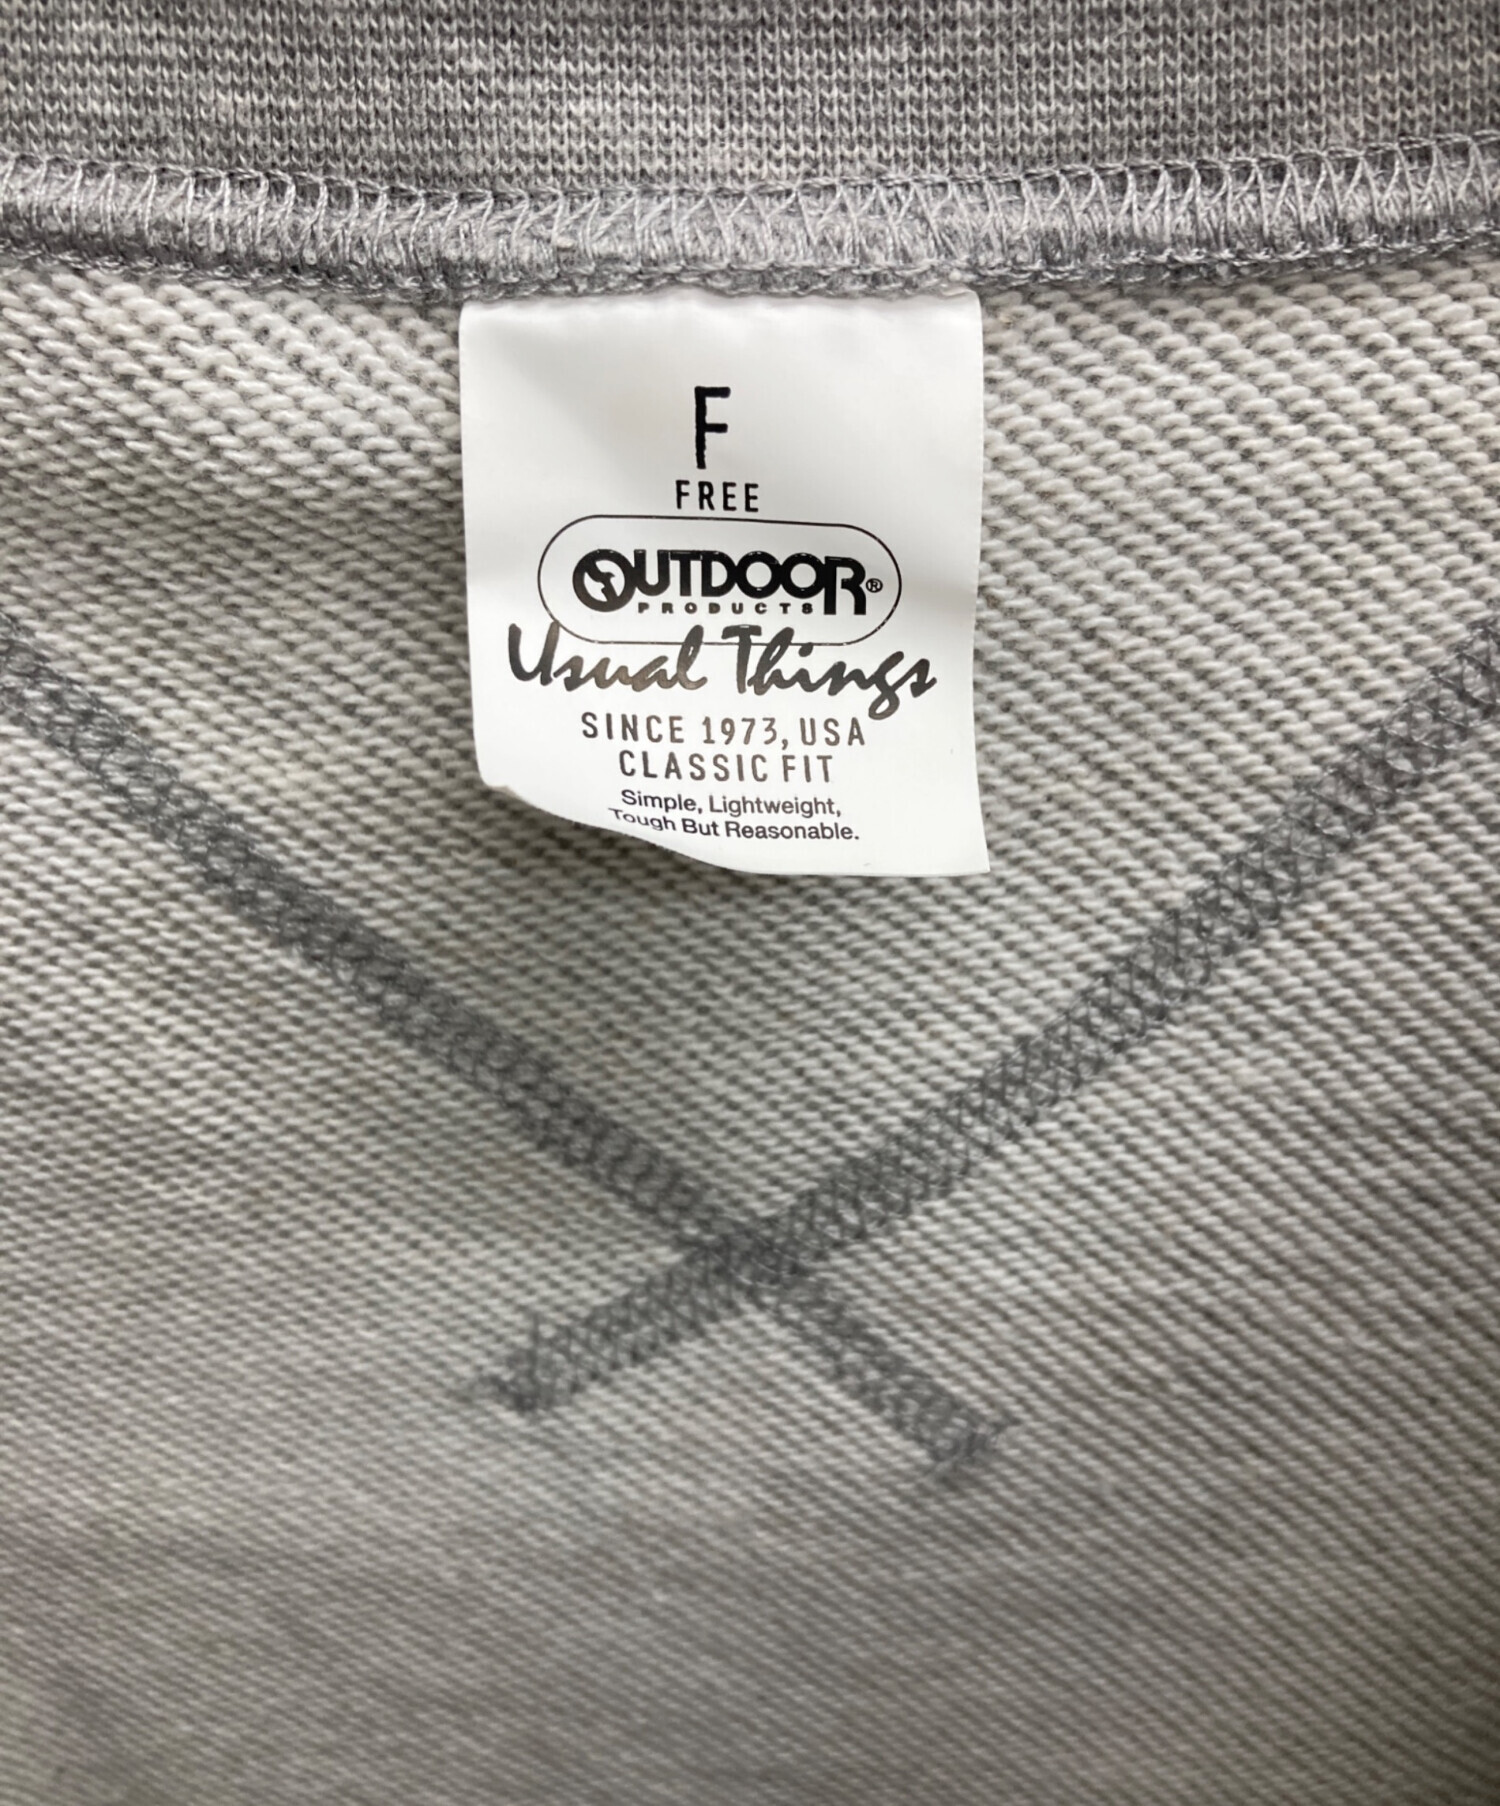 F
FREE
OUTDOOR®
PRODUCTS
Usual Things
SINCE 1973, USA
CLASSIC FIT
Simple, Lightweight,
Tough But Reasonable.